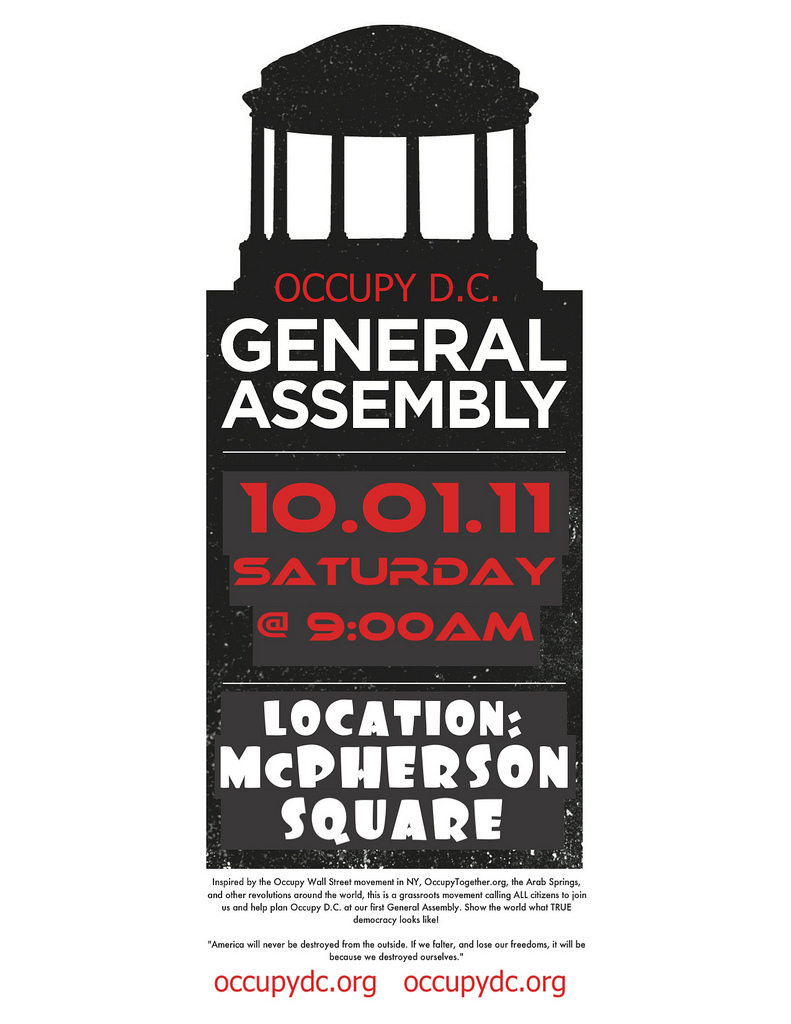 OCCUPY D.C.
GENERAL
ASSEMBLY
10.01.11
SATURDAY
@ 9:00AM
LOCATION:
McPHERSON
SQUARE
Inspired by the Occupy Wall Street movement in NY, OccupyTogether.org, the Arab Springs,
and other revolutions around the world, this is a grassroots movement calling ALL citizens to join
us and help plan Occupy D.C. at our first General Assembly. Show the world what TRUE
democracy looks like!
"America will never be destroyed from the outside. If we falter, and lose our freedoms, it will be
because we destroyed ourselves."
occupydc.org occupydc.org